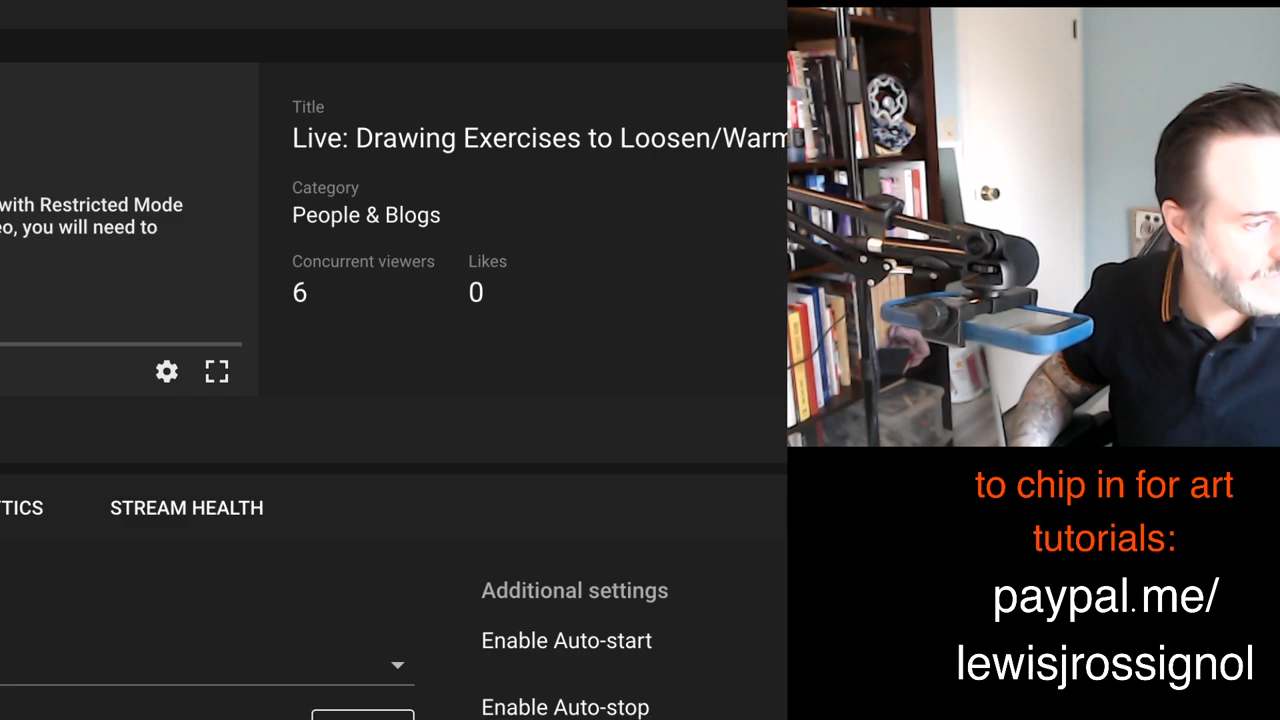 with Restricted Mode
eo, you will need to
Title
Live: Drawing Exercises to Loosen/Warm
Category
People & Blogs
Concurrent viewers
Likes
6
0
TICS
STREAM HEALTH
Additional settings
Enable Auto-start
Enable Auto-stop
to chip in for art
tutorials:
paypal.me/
lewisjrossignol